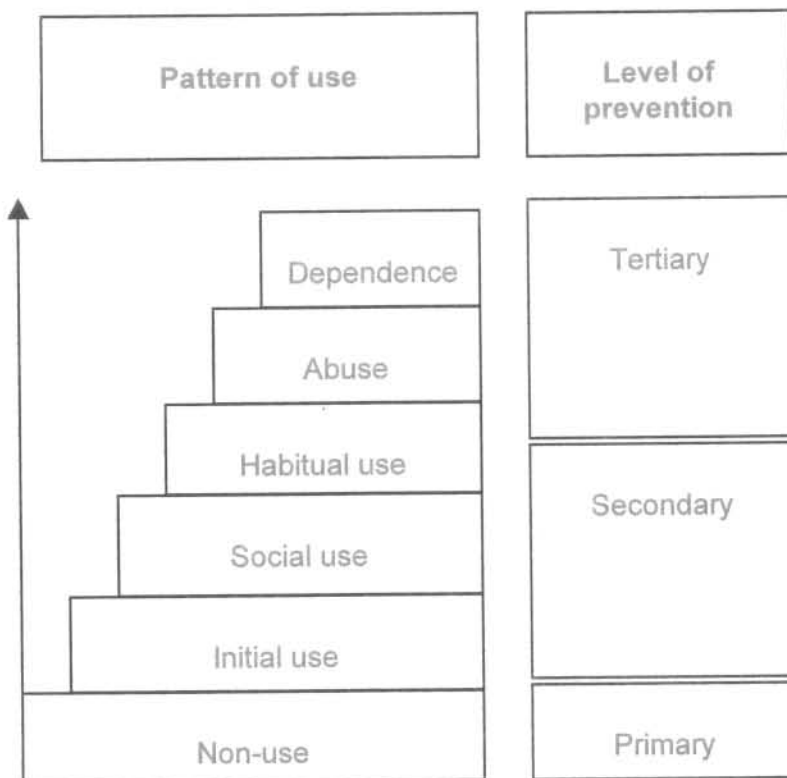 Pattern of use
Level of
prevention
Dependence
Tertiary
Abuse
Habitual use
Secondary
Social use
Initial use
Non-use
Primary